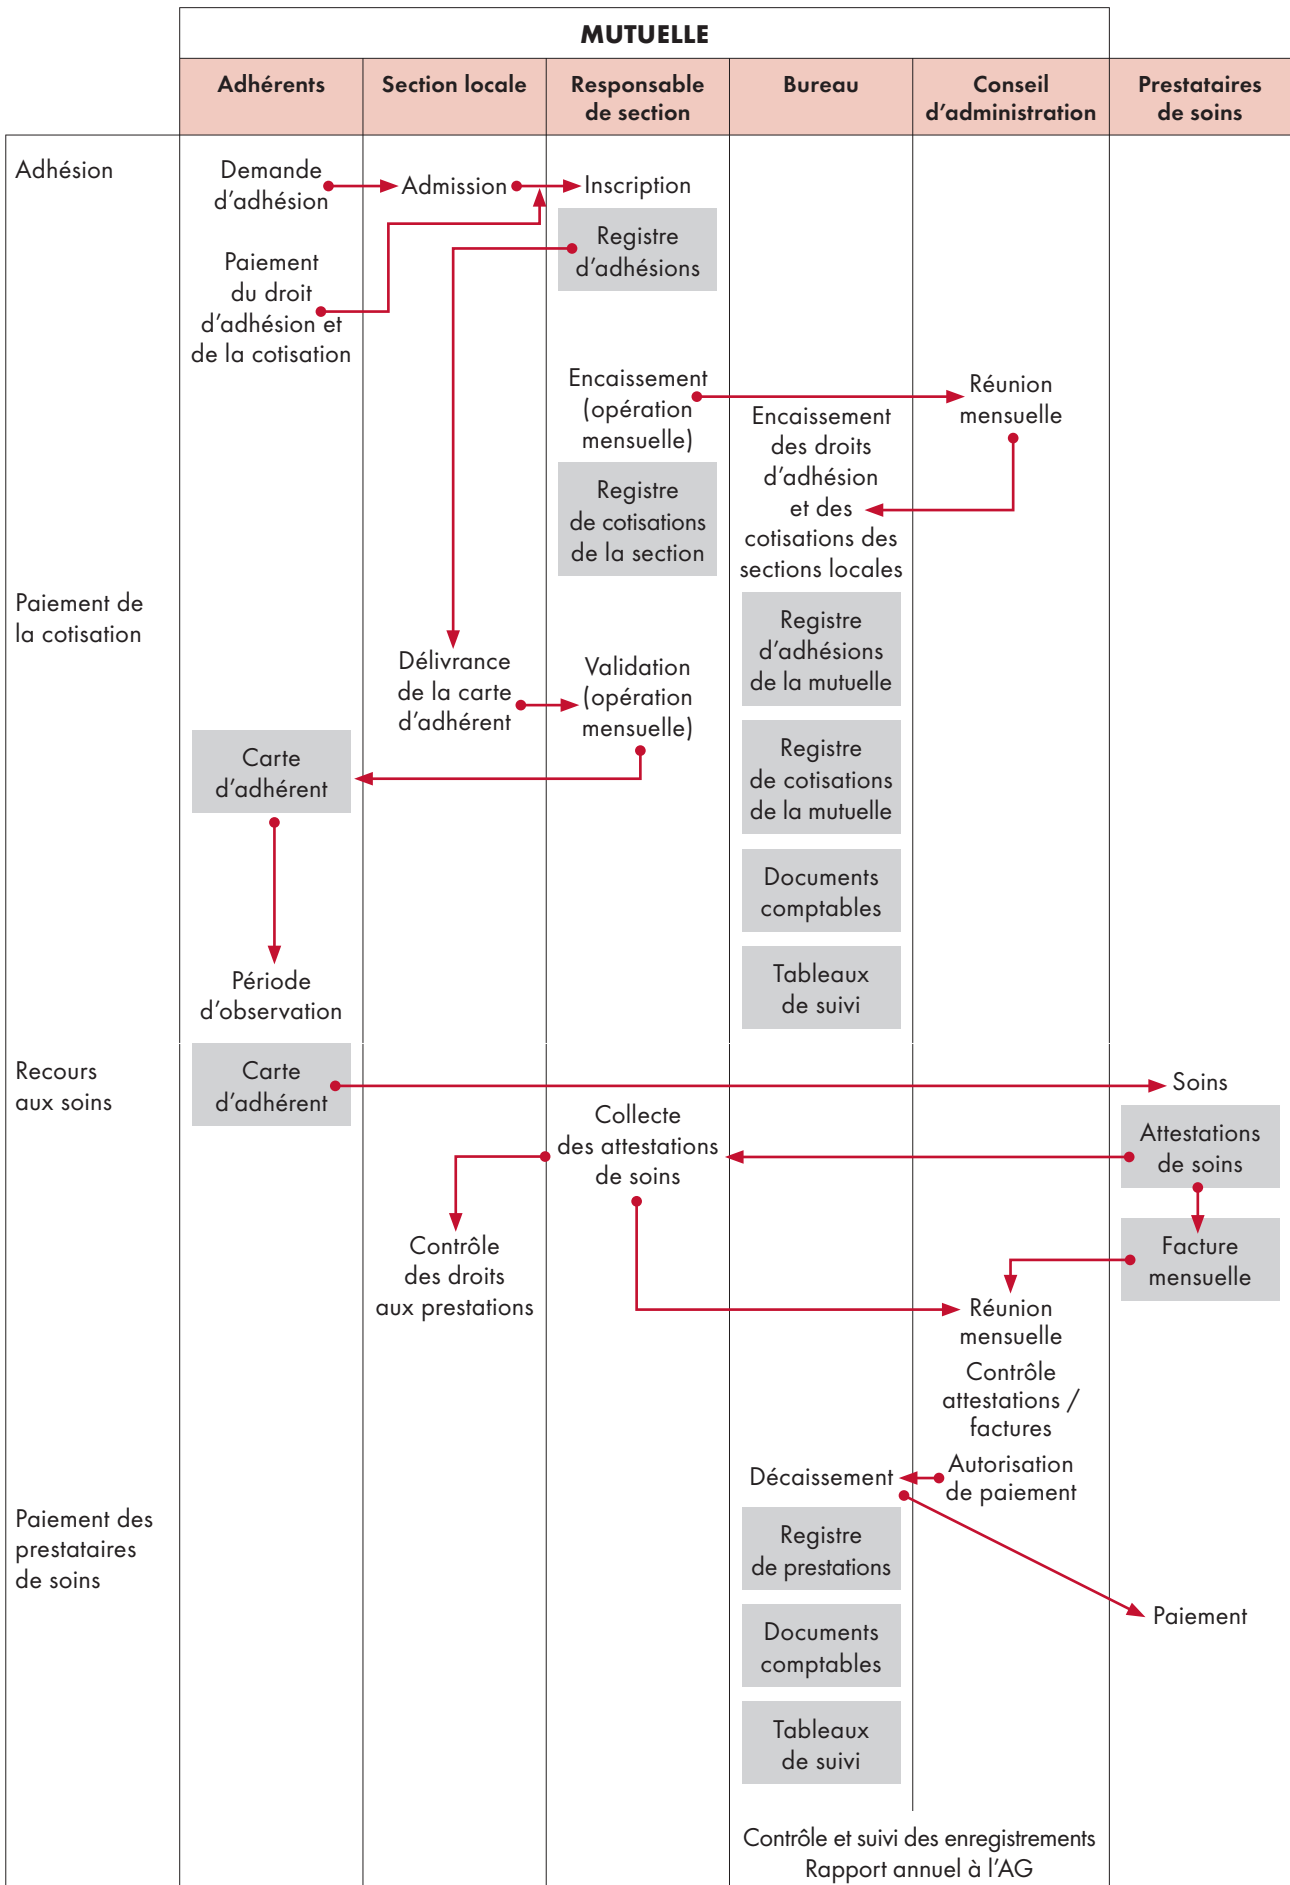 MUTUELLE
Adhérents
Section locale
Responsable
de section
Bureau
Conseil
d'administration
Prestataires
de soins
Adhésion
Demande
d'adhésion
Admission
Inscription
Registre
d'adhésions
Paiement
du droit
d'adhésion et
de la cotisation
Encaissement
(opération
mensuelle)
Réunion
mensuelle
Encaissement
des droits
d'adhésion
et des
cotisations des
sections locales
Registre
de cotisations
de la section
Paiement de
la cotisation
Registre
d'adhésions
de la mutuelle
Délivrance
de la carte
d'adhérent
Validation
(opération
mensuelle)
Carte
d'adhérent
Registre
de cotisations
de la mutuelle
Documents
comptables
Période
d'observation
Tableaux
de suivi
Recours
aux soins
Carte
d'adhérent
Soins
Collecte
des attestations
de soins
Attestations
de soins
Contrôle
des droits
aux prestations
Facture
mensuelle
Réunion
mensuelle
Contrôle
attestations /
factures
Décaissement
Autorisation
de paiement
Paiement des
prestataires
de soins
Registre
de prestations
Paiement
Documents
comptables
Tableaux
de suivi
Contrôle et suivi des enregistrements
Rapport annuel à l'AG